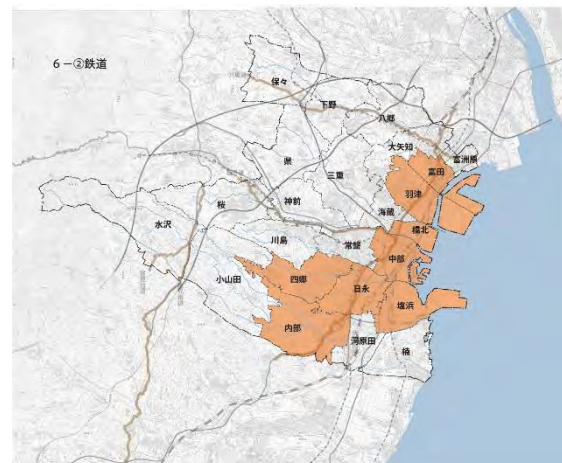 6－②鉄道
保々
下野
八郷
大矢知
富洲原
富田
県
三重
羽津
桜
神前
海蔵
水沢
橋北
川島
常磐
中部
小山田
四郷
日永
塩浜
内部
河原田
楠